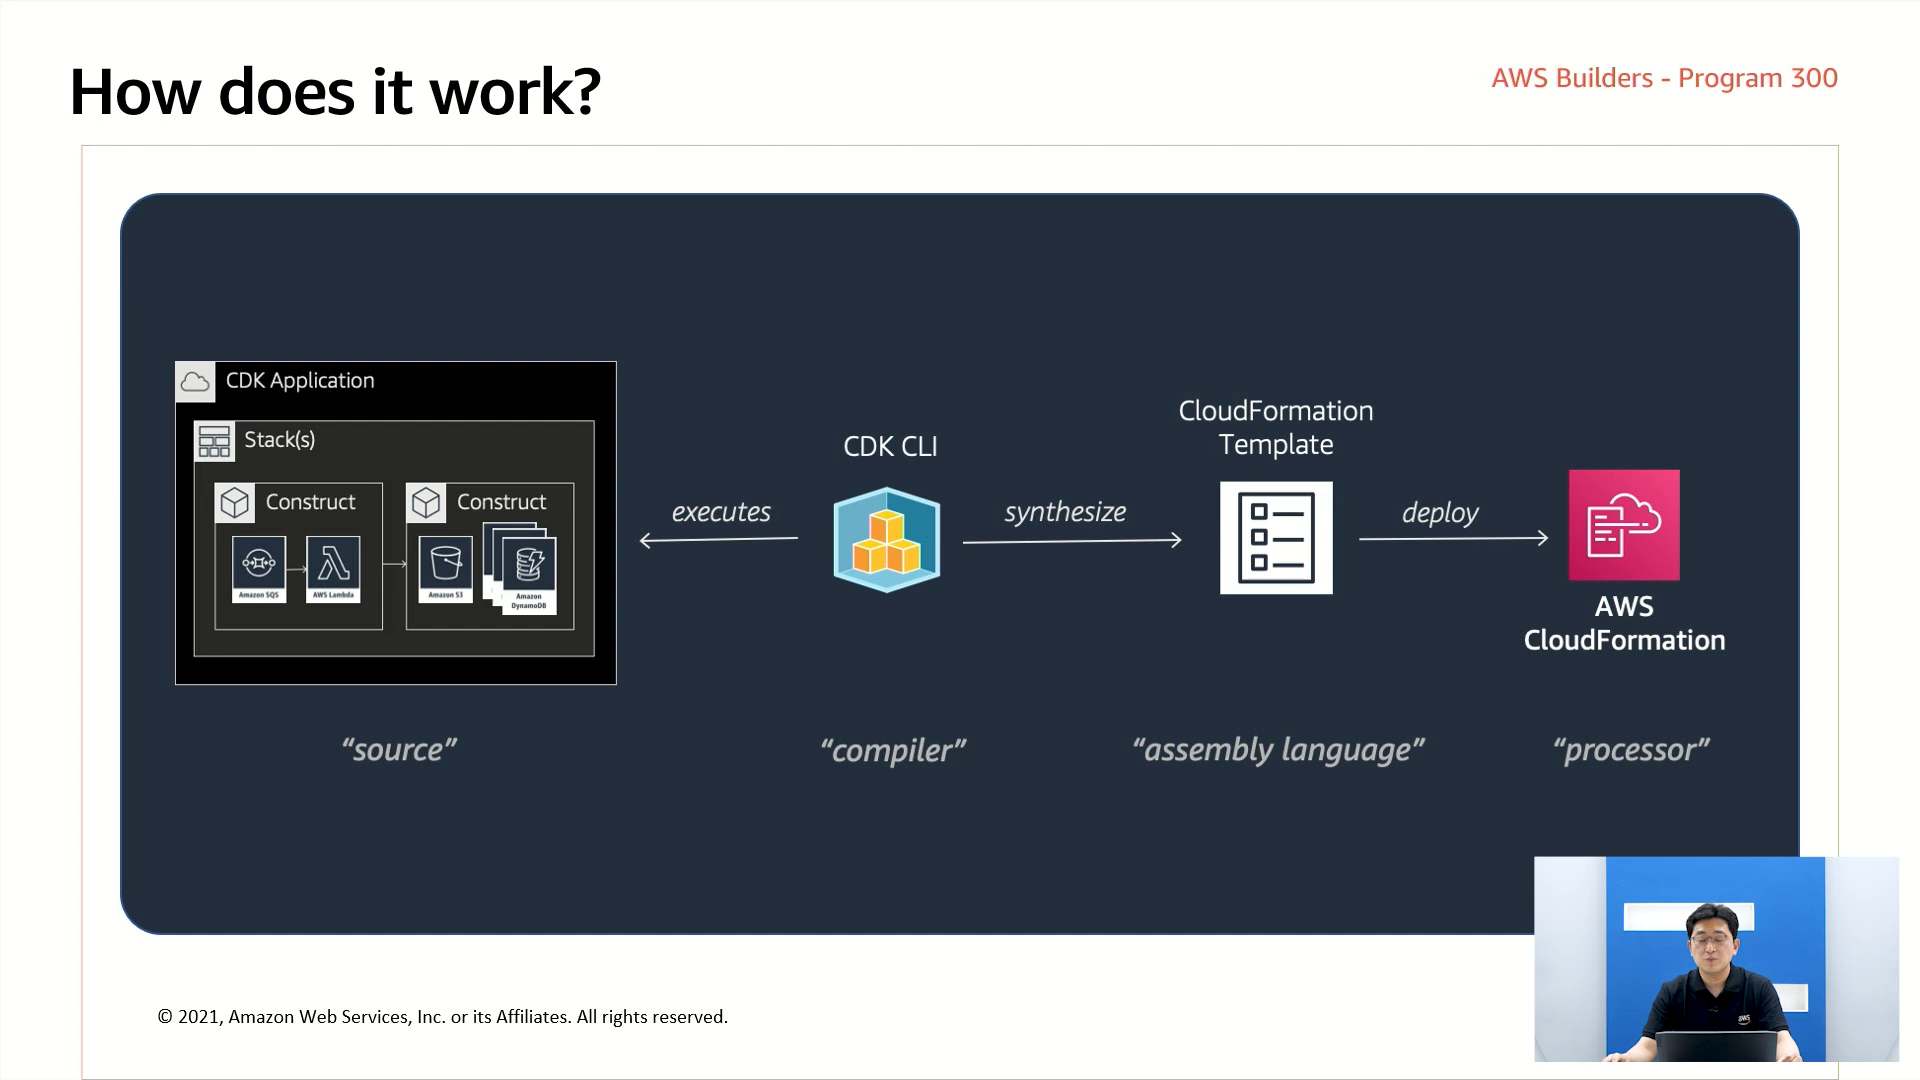 How does it work?
AWS Builders - Program 300
CDK Application
Stack(s)
Construct
Construct
Amazon SQS
AWS Lambda
Amazon S3
Amazon
DynamoDB
executes
CDK CLI
synthesize
CloudFormation
Template
deploy
AWS
CloudFormation
“source”
“compiler”
“assembly language”
“processor”
© 2021, Amazon Web Services, Inc. or its Affiliates. All rights reserved.
aws